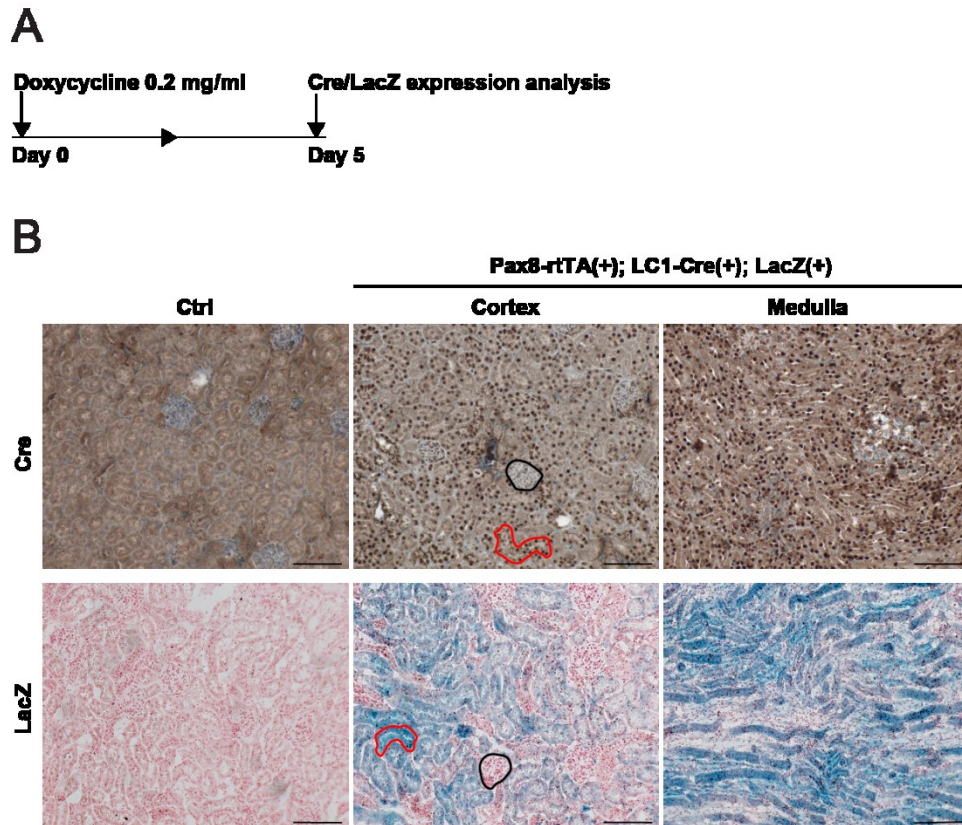 A
Doxycycline 0.2 mg/ml Cre/LacZ expression analysis
Day 0 Day 5
B
Pax8-rtTA(+); LC1-Cre(+); LacZ(+)
Ctrl Cortex Medulla
Cre
LacZ